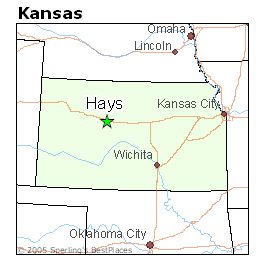 Kansas
Omaha
Lincoln
Hays
Kansas City
Wichita
Oklahoma City
© 2005 Sperling's BestPlaces